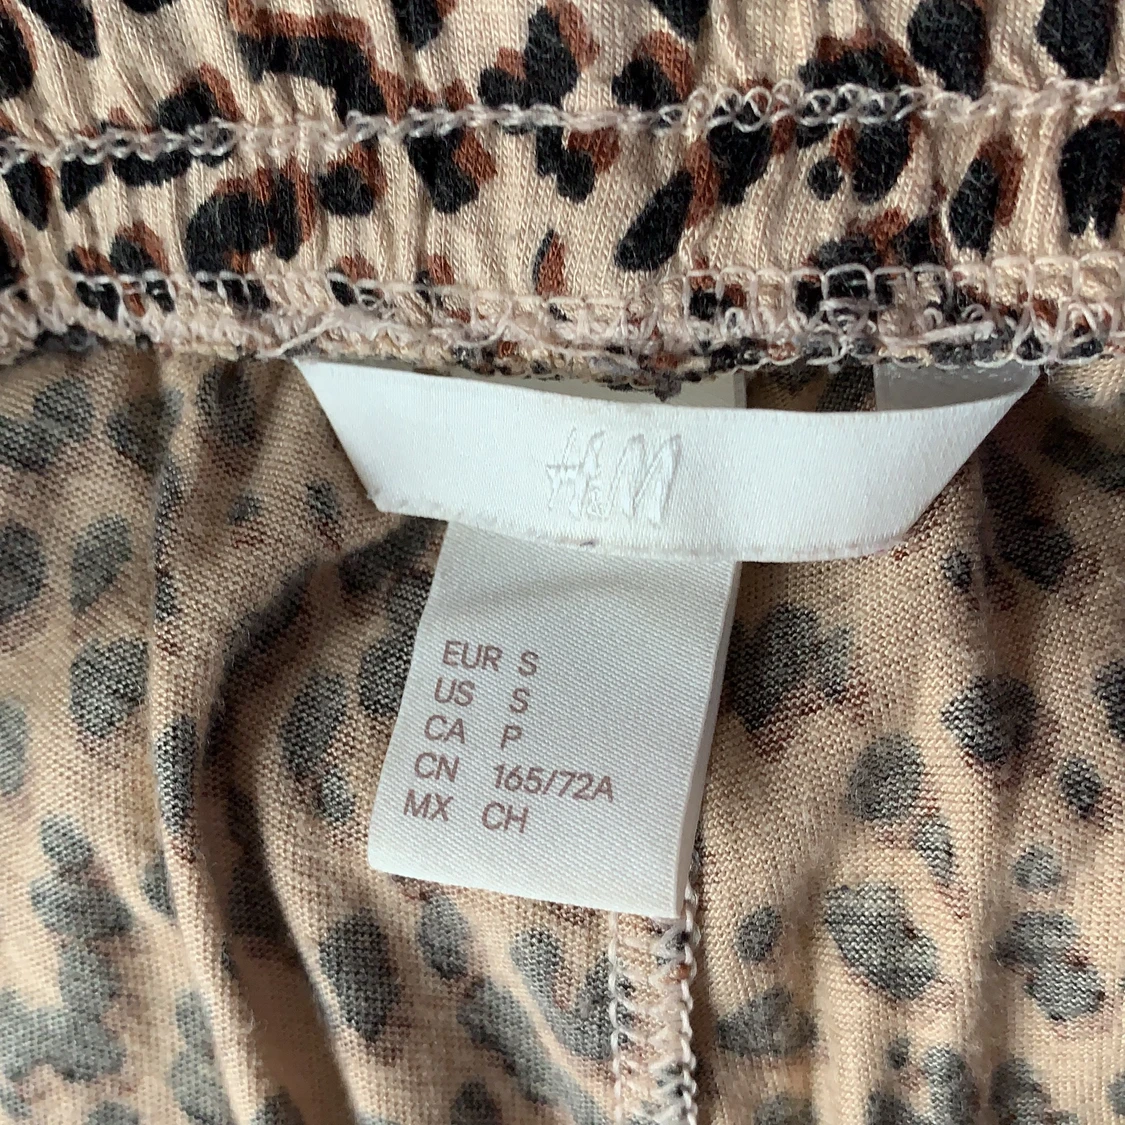 H&M
EUR S
US S
CA P
CN 165/72A
MX CH